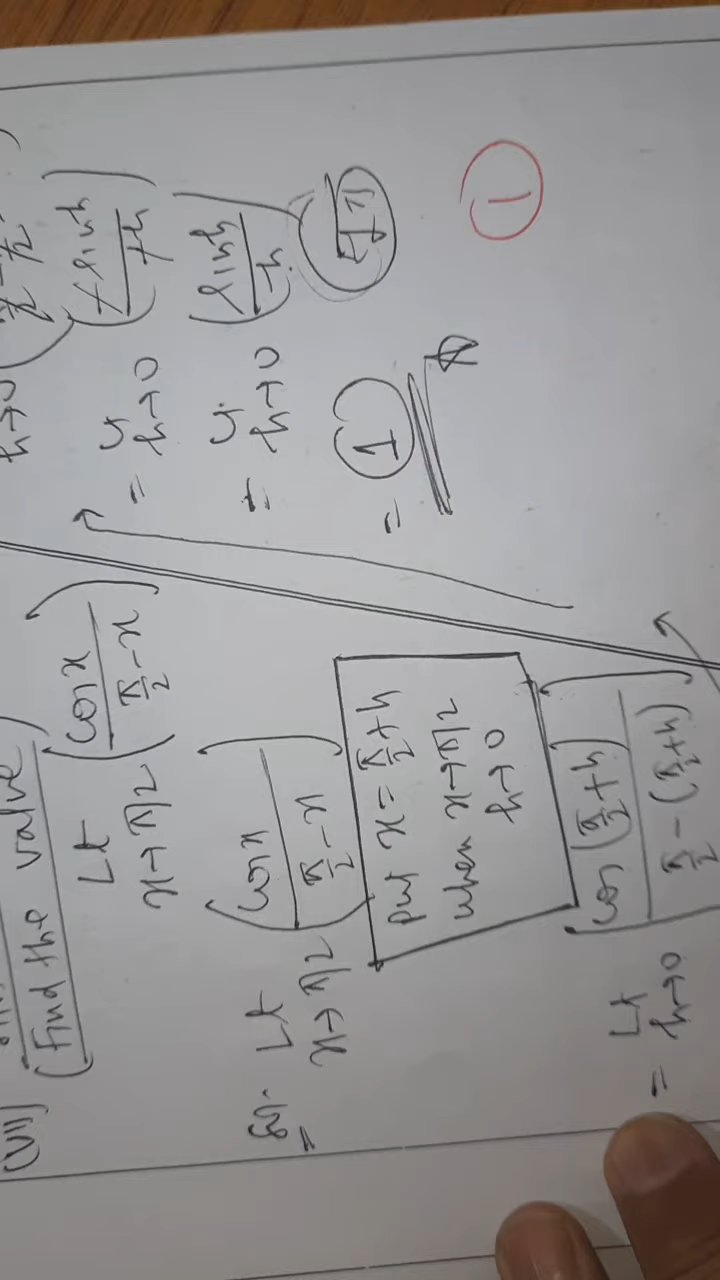 (VII) (Find the value)
Lt x→π/2 (cos x / (π/2 - x))
Sol. Lt x→π/2 (cos x / (π/2 - x))
put x = π/2 + h
when x→π/2
h→0
= Lt h→0 (cos(π/2 + h) / (π/2 - (π/2 + h)))
h→0
= Lt h→0 (-sin h / -h)
= Lt h→0 (sin h / h)
= 1
1